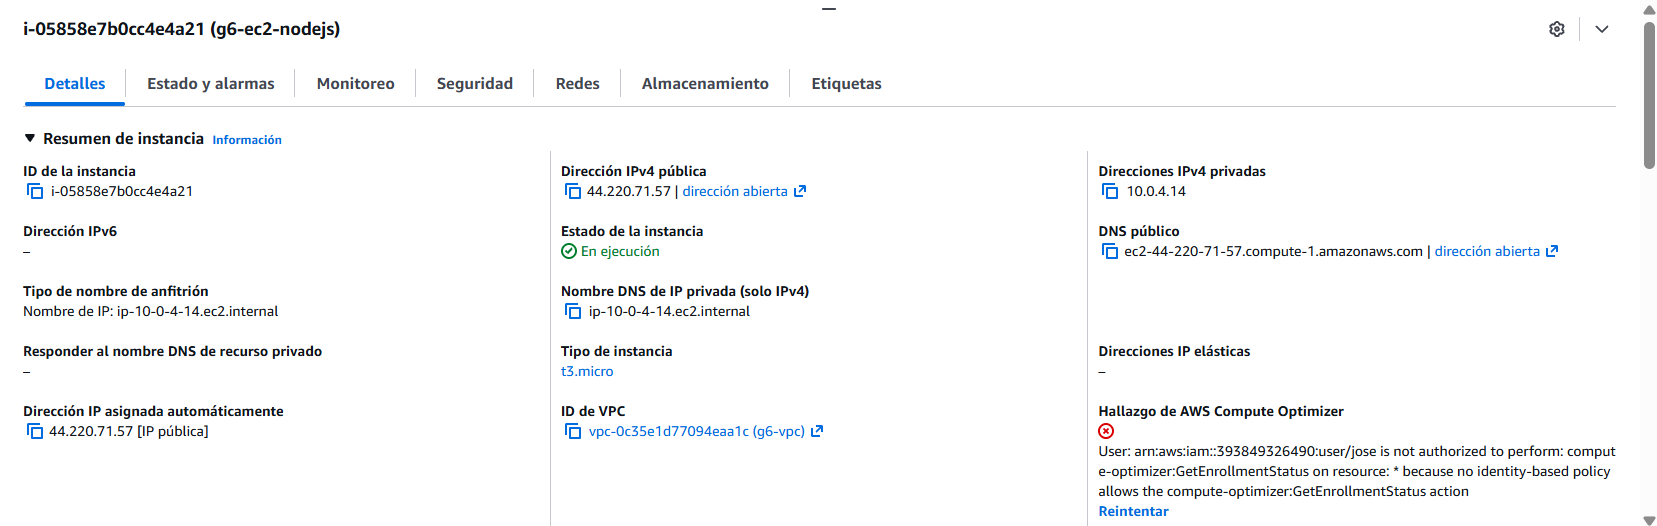 i-05858e7b0cc4e4a21 (g6-ec2-nodejs)
Detalles
Estado y alarmas
Monitoreo
Seguridad
Redes
Almacenamiento
Etiquetas
Resumen de instancia Información
ID de la instancia
i-05858e7b0cc4e4a21
Dirección IPv4 pública
44.220.71.57 | dirección abierta
Direcciones IPv4 privadas
10.0.4.14
Dirección IPv6
–
Estado de la instancia
En ejecución
DNS público
ec2-44-220-71-57.compute-1.amazonaws.com | dirección abierta
Tipo de nombre de anfitrión
Nombre de IP: ip-10-0-4-14.ec2.internal
Nombre DNS de IP privada (solo IPv4)
ip-10-0-4-14.ec2.internal
Responder al nombre DNS de recurso privado
–
Tipo de instancia
t3.micro
Direcciones IP elásticas
–
Dirección IP asignada automáticamente
44.220.71.57 [IP pública]
ID de VPC
vpc-0c35e1d77094eaa1c (g6-vpc)
Hallazgo de AWS Compute Optimizer
User: arn:aws:iam::393849326490:user/jose is not authorized to perform: comput
e-optimizer:GetEnrollmentStatus on resource: * because no identity-based policy
allows the compute-optimizer:GetEnrollmentStatus action
Reintentar